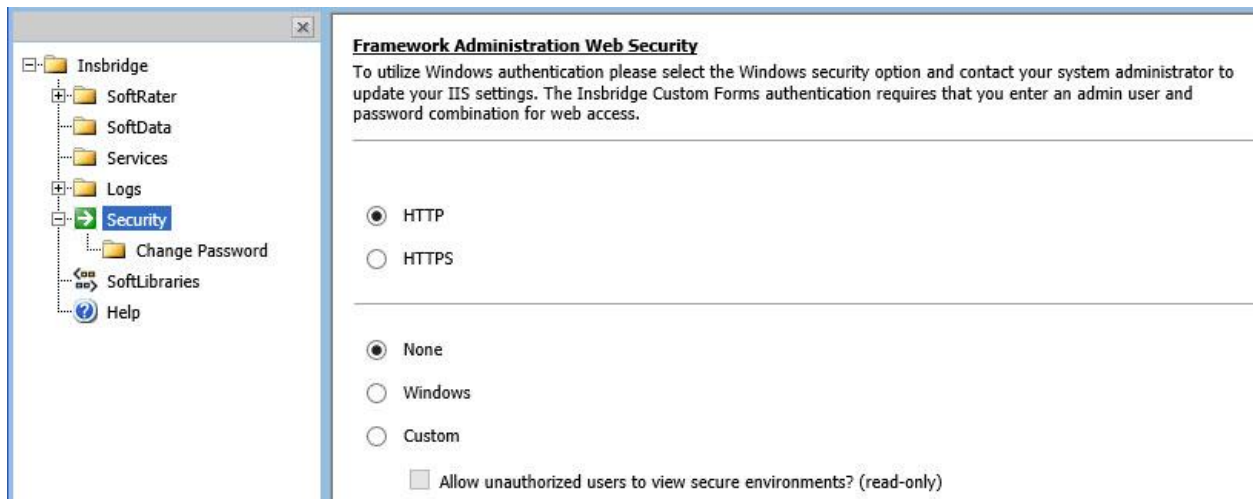 Insbridge
SoftRater
SoftData
Services
Logs
Security
Change Password
SoftLibraries
Help
Framework Administration Web Security
To utilize Windows authentication please select the Windows security option and contact your system administrator to
update your IIS settings. The Insbridge Custom Forms authentication requires that you enter an admin user and
password combination for web access.
HTTP
HTTPS
None
Windows
Custom
Allow unauthorized users to view secure environments? (read-only)